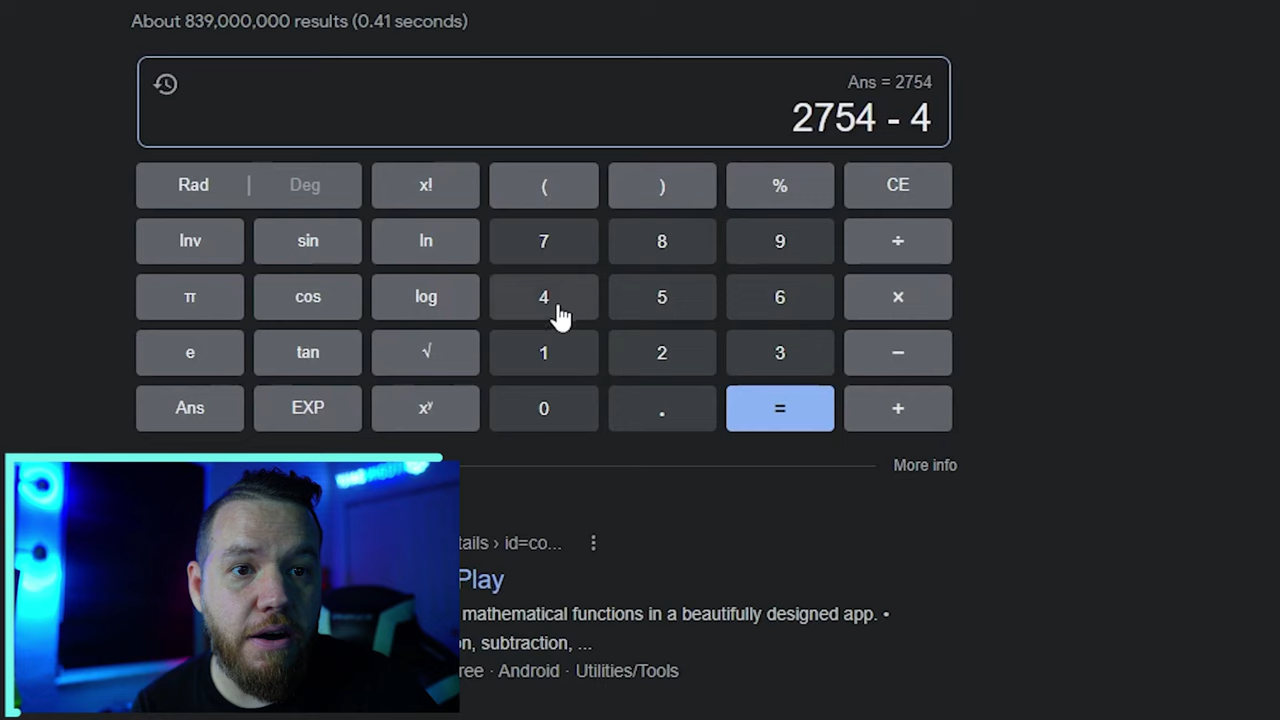 About 839,000,000 results (0.41 seconds)
Ans = 2754
2754 - 4
Rad | Deg x! ( ) % CE
Inv sin ln 7 8 9 ÷
π cos log 4 5 6 ×
e tan √ 1 2 3 −
Ans EXP xʸ 0 . = +
More info
tails › id=co...
Play
mathematical functions in a beautifully designed app. •
on, subtraction, ...
ree · Android · Utilities/Tools